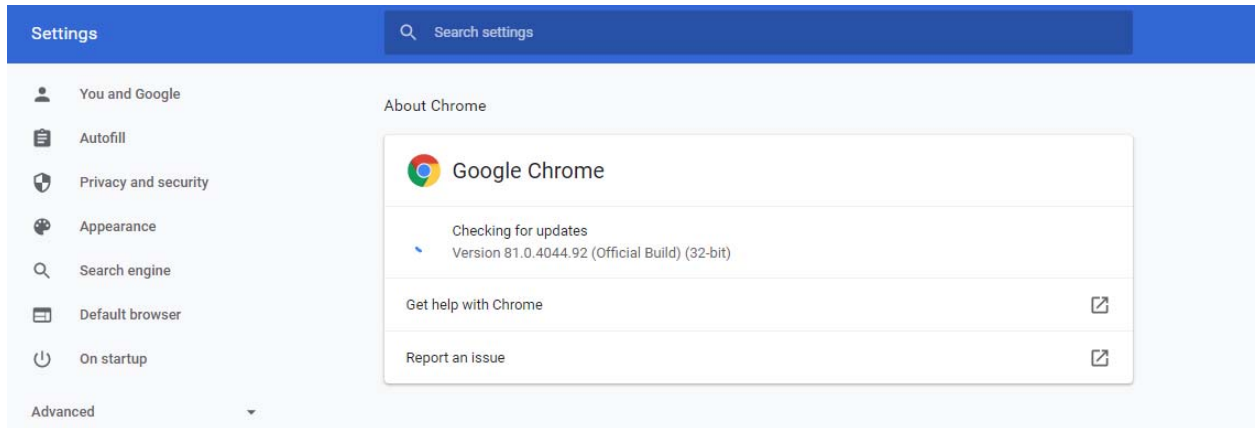 Settings
Search settings
You and Google
Autofill
Privacy and security
Appearance
Search engine
Default browser
On startup
Advanced
About Chrome
Google Chrome
Checking for updates
Version 81.0.4044.92 (Official Build) (32-bit)
Get help with Chrome
Report an issue